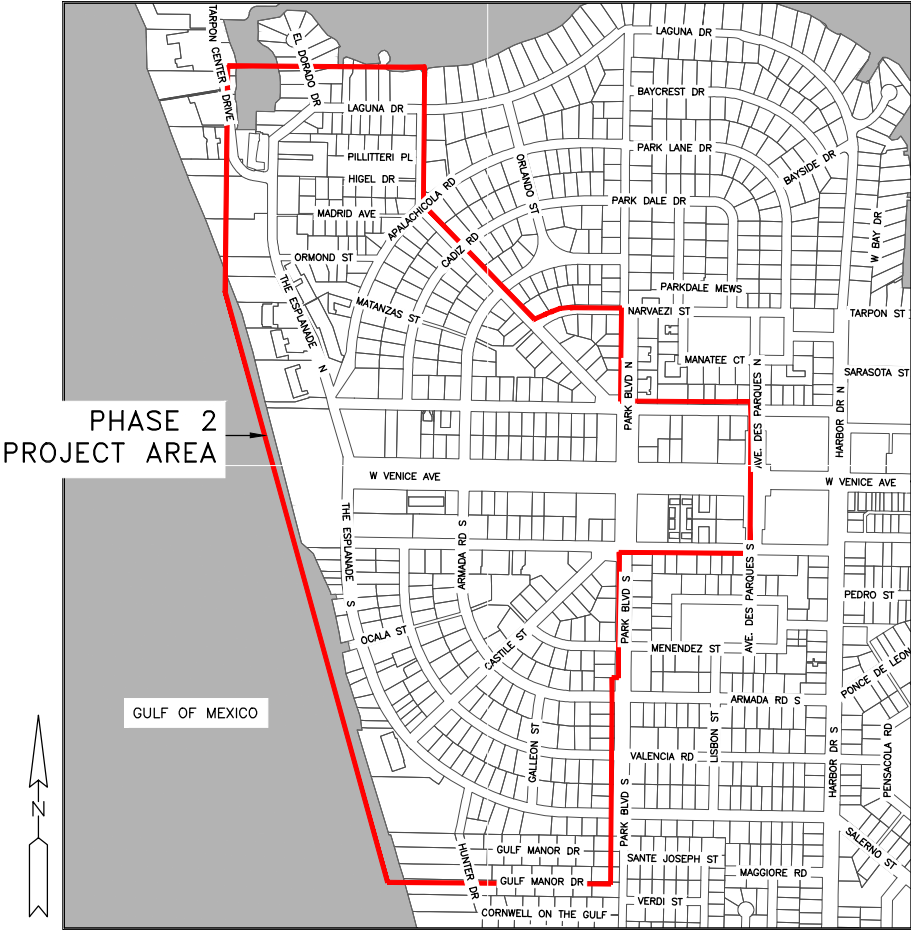 TARPON CENTER DRIVE
EL DORADO DR
LAGUNA DR
BAYCREST DR
LAGUNA DR
PILLITTERI PL
HIGEL DR
MADRID AVE
APALACHICOLA RD
ORLANDO ST
PARK LANE DR
BAYSIDE DR
PARK DALE DR
W BAY DR
CADIZ RD
ORMOND ST
THE ESPLANADE N
MATANZAS ST
PARKDALE MEWS
NARVAEZI ST
TARPON ST
MANATEE CT
SARASOTA ST
PARK BLVD N
AVE. DES PARQUES N
HARBOR DR N
PHASE 2
PROJECT AREA
W VENICE AVE
W VENICE AVE
THE ESPLANADE S
ARMADA RD S
PARK BLVD S
AVE. DES PARQUES S
PEDRO ST
OCALA ST
CASTILE ST
MENENDEZ ST
PONCE DE LEON
ARMADA RD S
GULF OF MEXICO
GALLEON ST
LISBON ST
VALENCIA RD
HARBOR DR S
PENSACOLA RD
PARK BLVD S
N
HUNTER DR
GULF MANOR DR
SANTE JOSEPH ST
SALERNO ST
MAGGIORE RD
GULF MANOR DR
VERDI ST
CORNWELL ON THE GULF